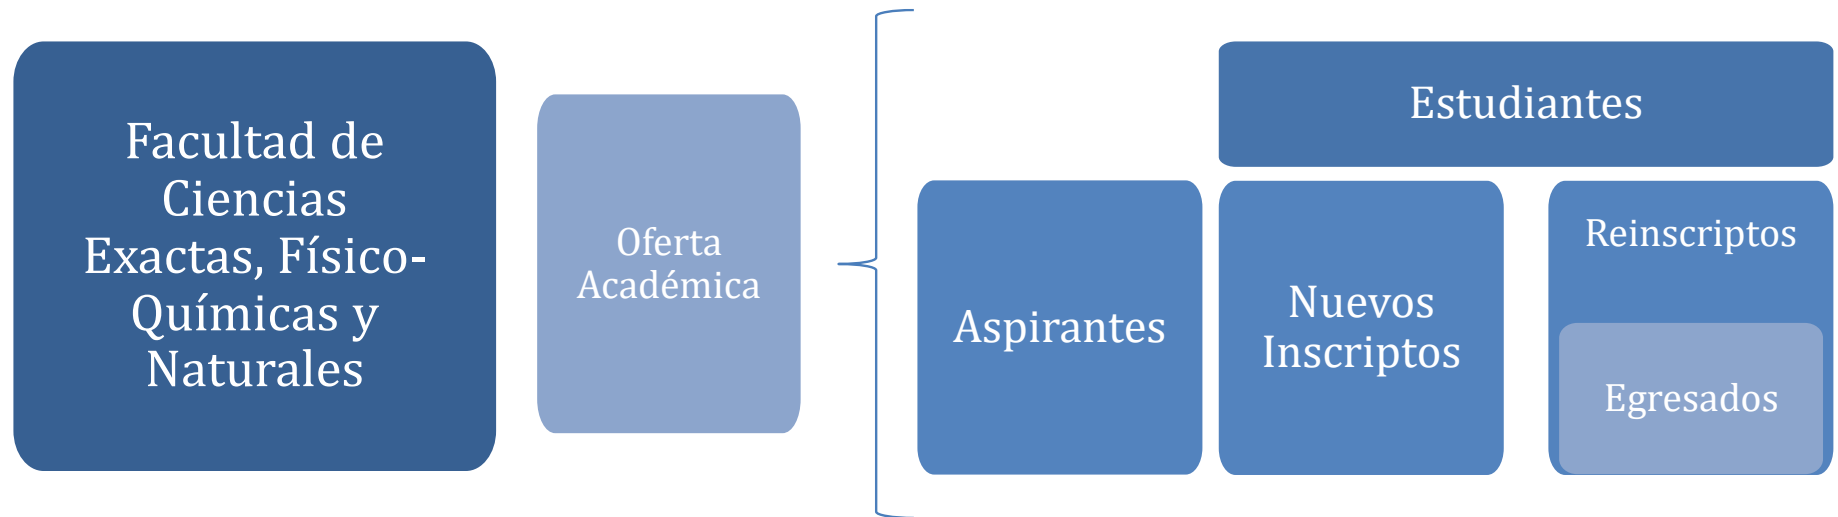 Facultad de
Ciencias
Exactas, Físico-
Químicas y
Naturales
Oferta
Académica
Estudiantes
Aspirantes
Nuevos
Inscriptos
Reinscriptos
Egresados